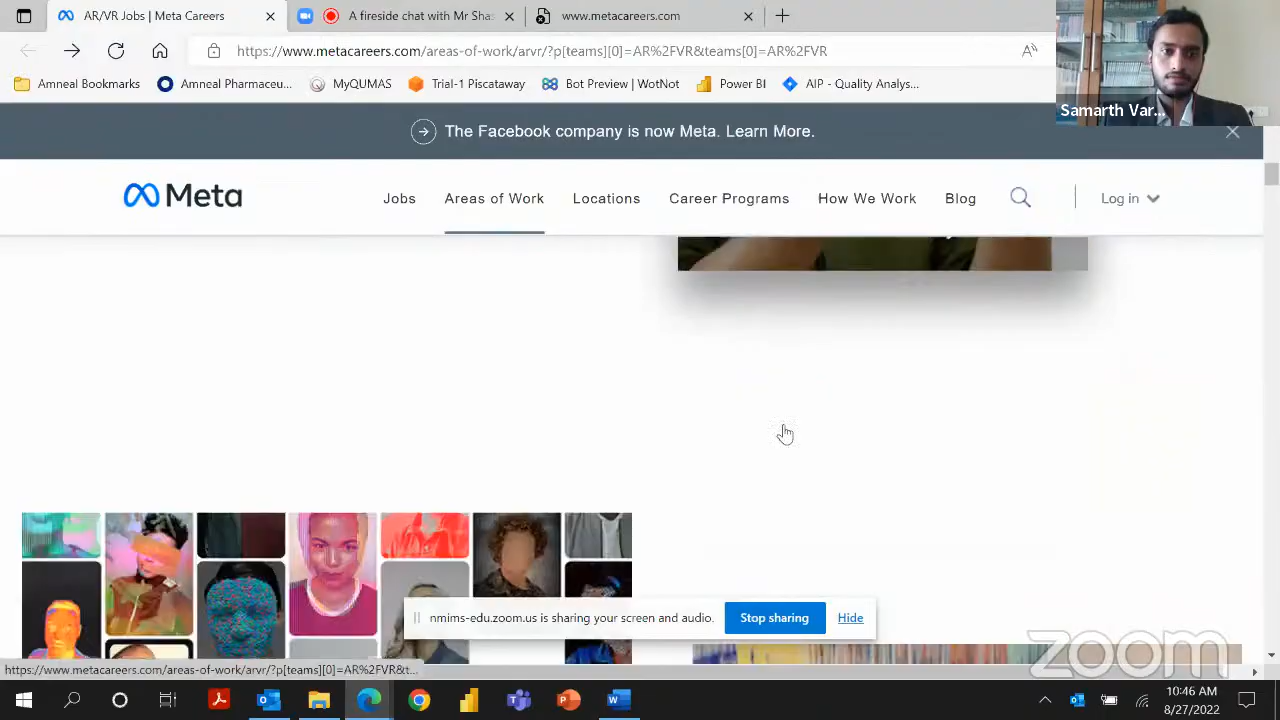 AR/VR Jobs | Meta Careers
A fireside chat with Mr Shas
www.metacareers.com
https://www.metacareers.com/areas-of-work/arvr/?p[teams][0]=AR%2FVR&teams[0]=AR%2FVR
Amneal Bookmarks
Amneal Pharmaceu...
MyQUMAS
Trial-1 Piscataway
Bot Preview | WotNot
Power BI
AIP - Quality Analys...
Samarth Var...
The Facebook company is now Meta. Learn More.
Meta
Jobs
Areas of Work
Locations
Career Programs
How We Work
Blog
Log in
nmims-edu.zoom.us is sharing your screen and audio.
Stop sharing
Hide
zoom
https://www.metacareers.com/areas-of-work/arvr/?p[teams][0]=AR%2FVR&t...
10:46 AM
8/27/2022